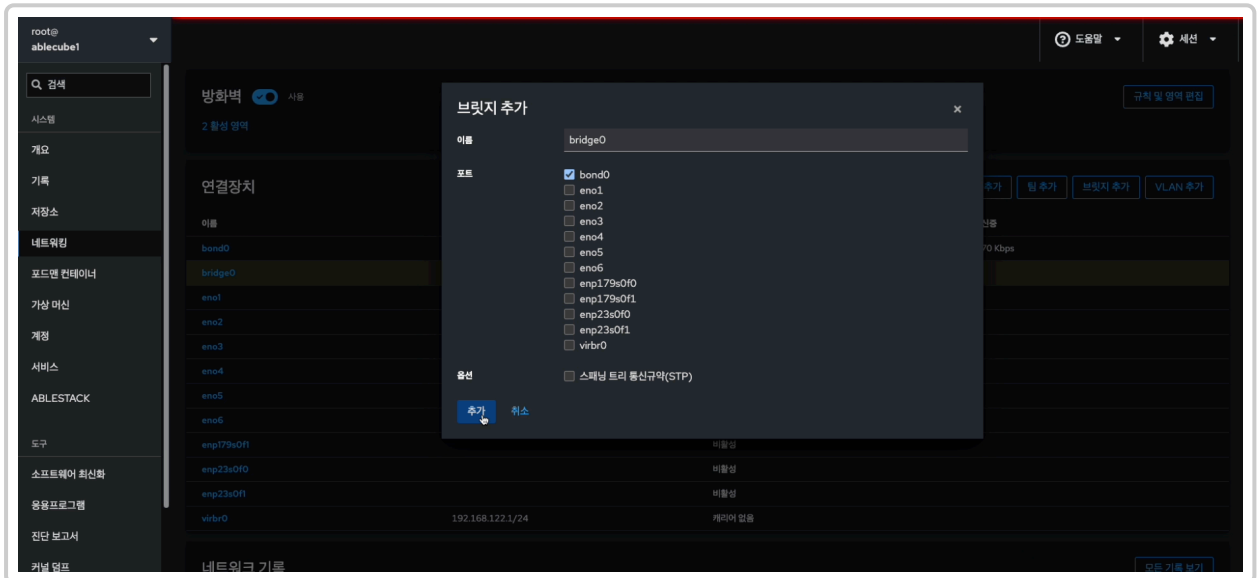 root@
ablecube1
도움말
세션
검색
시스템
개요
기록
저장소
네트워킹
포드맨 컨테이너
가상 머신
계정
서비스
ABLESTACK
도구
소프트웨어 최신화
응용프로그램
진단 보고서
커널 덤프
방화벽 사용
규칙 및 영역 편집
2 활성 영역
연결장치
추가
팀 추가
브릿지 추가
VLAN 추가
이름
신중
bond0
70 Kbps
bridge0
eno1
eno2
eno3
eno4
eno5
eno6
enp179s0f1 비활성
enp23s0f0 비활성
enp23s0f1 비활성
virbr0 192.168.122.1/24 캐리어 없음
네트워크 기록
모든 기록 보기
브릿지 추가
×
이름 bridge0
포트 bond0
eno1
eno2
eno3
eno4
eno5
eno6
enp179s0f0
enp179s0f1
enp23s0f0
enp23s0f1
virbr0
옵션 스패닝 트리 통신규약(STP)
추가 취소